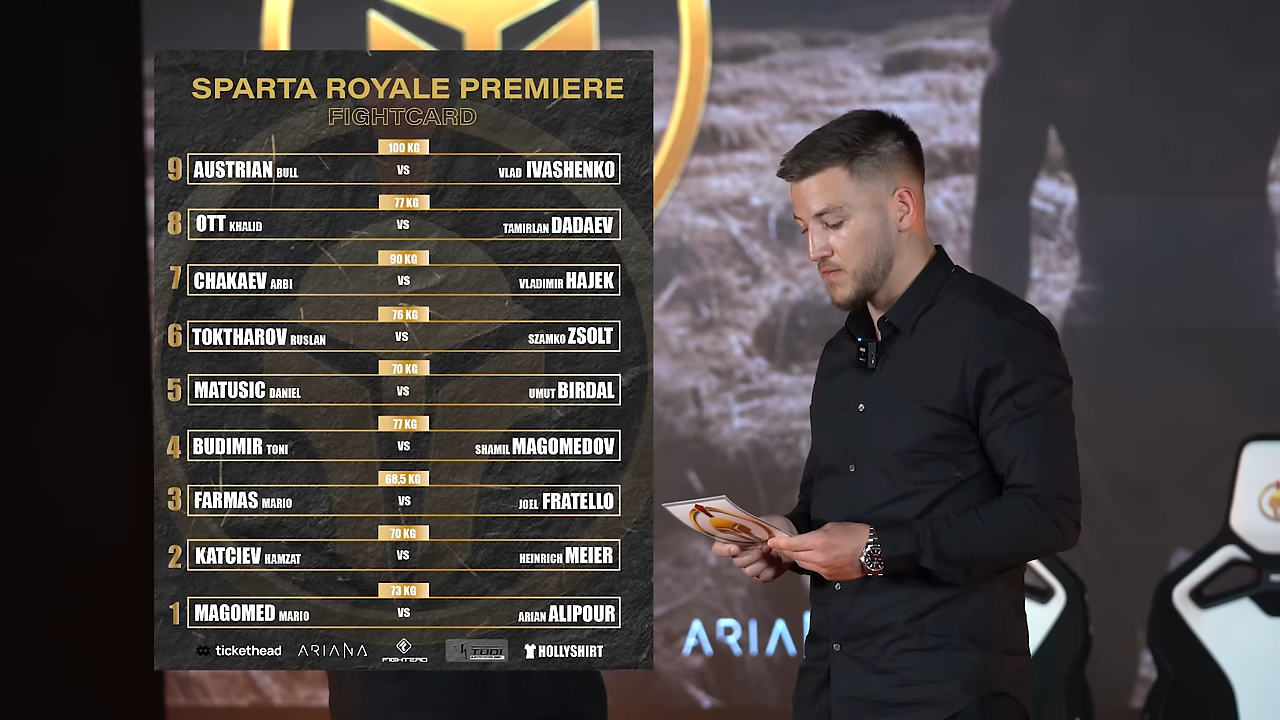 SPARTA ROYALE PREMIERE
FIGHTCARD
100 KG
9 AUSTRIAN BULL VS VLAD IVASHENKO
77 KG
8 OTT KHALID VS TAMIRLAN DADAEV
90 KG
7 CHAKAEV ARBI VS VLADIMIR HAJEK
76 KG
6 TOKTHAROV RUSLAN VS SZAMKO ZSOLT
70 KG
5 MATUSIC DANIEL VS UMUT BIRDAL
77 KG
4 BUDIMIR TONI VS SHAMIL MAGOMEDOV
68,5 KG
3 FARMAS MARIO VS JOEL FRATELLO
70 KG
2 KATCIEV HAMZAT VS HEINRICH MEIER
73 KG
1 MAGOMED MARIO VS ARIAN ALIPOUR
tickethead ARIANA HOLLYSHIRT
ARIA